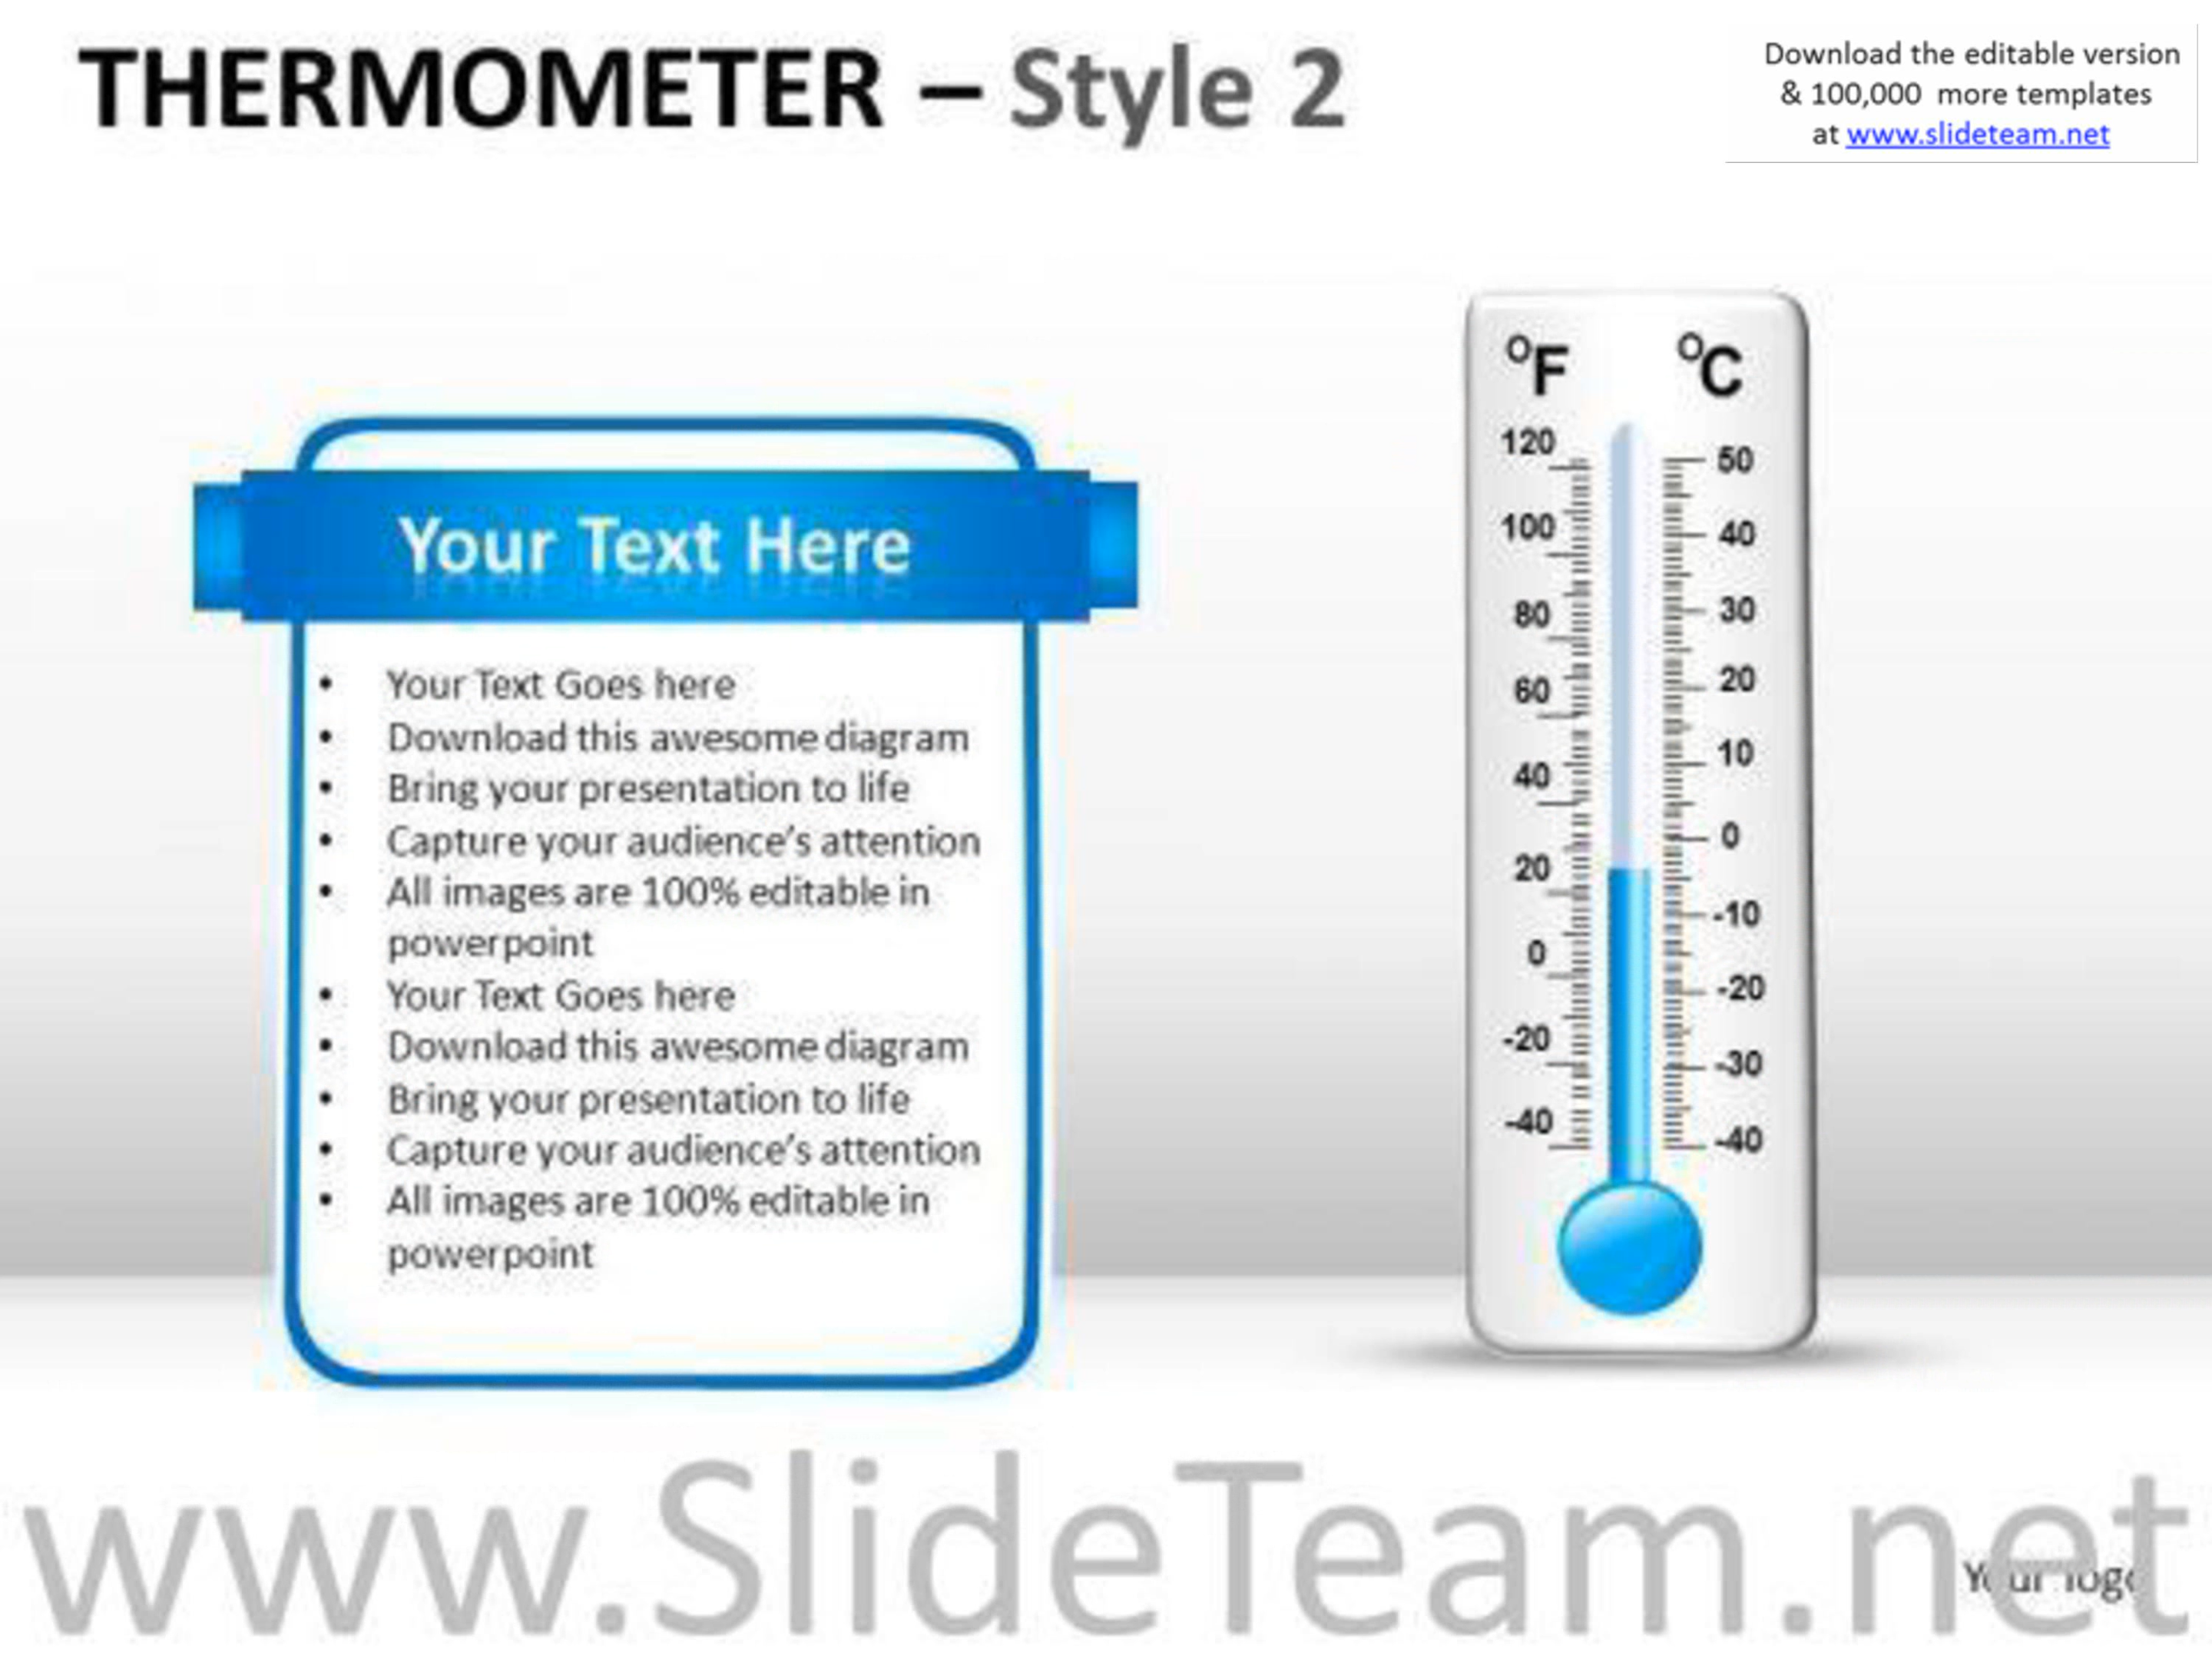 THERMOMETER – Style 2
Download the editable version
& 100,000 more templates
at www.slideteam.net
Your Text Here
• Your Text Goes here
• Download this awesome diagram
• Bring your presentation to life
• Capture your audience's attention
• All images are 100% editable in
powerpoint
• Your Text Goes here
• Download this awesome diagram
• Bring your presentation to life
• Capture your audience's attention
• All images are 100% editable in
powerpoint
°F °C
120 50
100 40
80 30
60 20
40 10
20 0
0 -10
-20 -20
-40 -30
-40
www.SlideTeam.net
Your logo